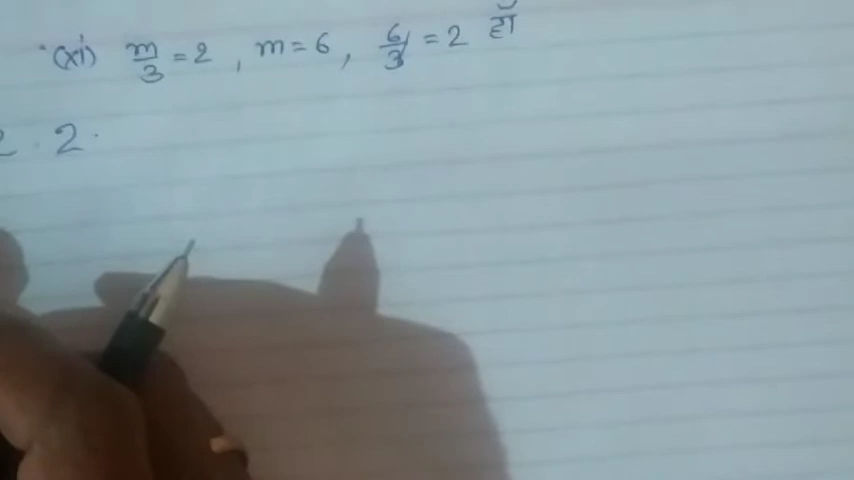 (xi) m/3 = 2 , m = 6 , 6/3 = 2 हाँ
2 .